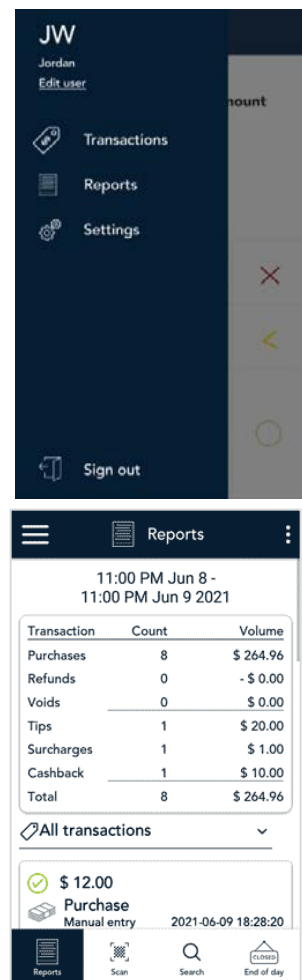 JW
Jordan
Edit user
nount
Transactions
Reports
Settings
Sign out
Reports
11:00 PM Jun 8 -
11:00 PM Jun 9 2021
Transaction Count Volume
Purchases 8 $ 264.96
Refunds 0 - $ 0.00
Voids 0 $ 0.00
Tips 1 $ 20.00
Surcharges 1 $ 1.00
Cashback 1 $ 10.00
Total 8 $ 264.96
All transactions
$ 12.00
Purchase
Manual entry 2021-06-09 18:28:20
CLOSED
Reports Scan Search End of day